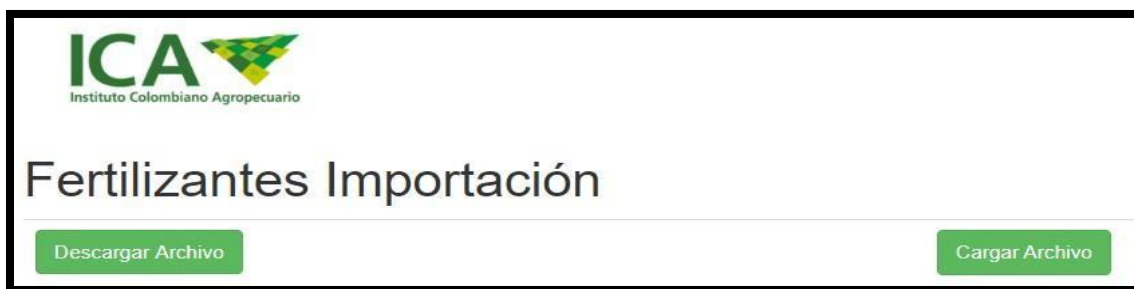 ICA
Instituto Colombiano Agropecuario
Fertilizantes Importación
Descargar Archivo
Cargar Archivo